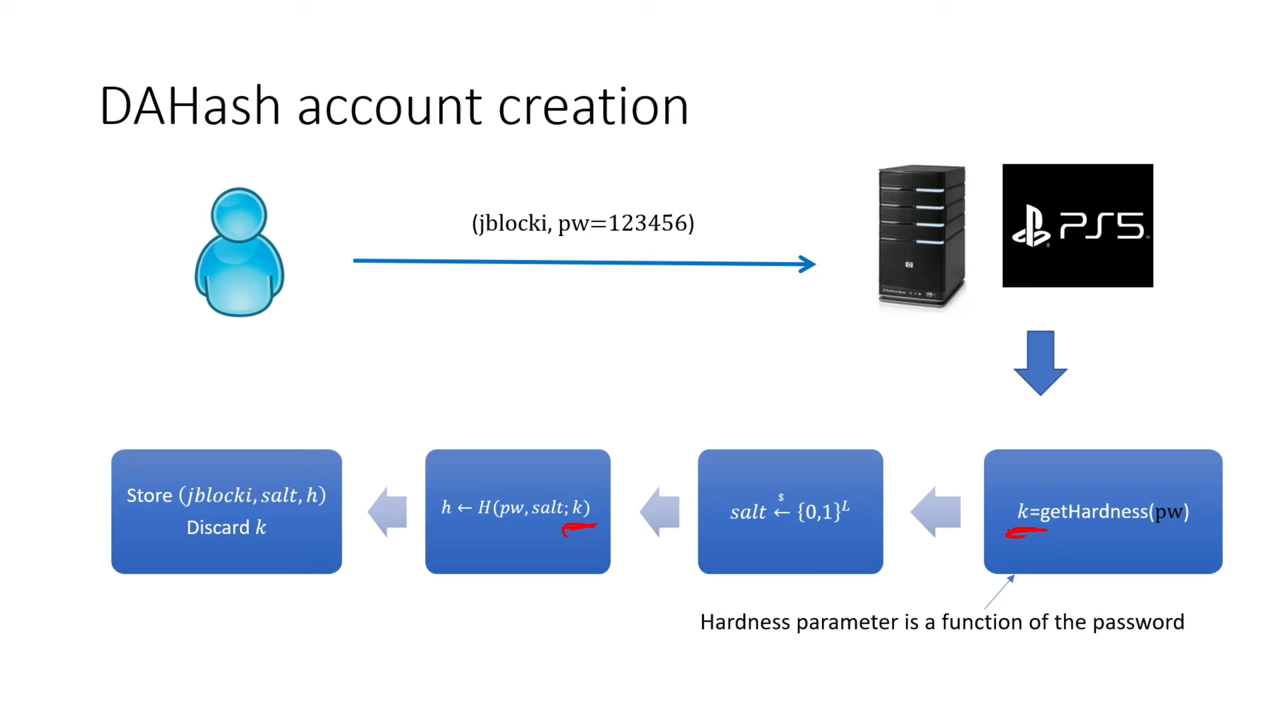 DAHash account creation
(jblocki, pw=123456)
PS5
Store (jblocki, salt, h)
Discard k
h ← H(pw, salt; k)
salt $← {0,1}^L
k=getHardness(pw)
Hardness parameter is a function of the password